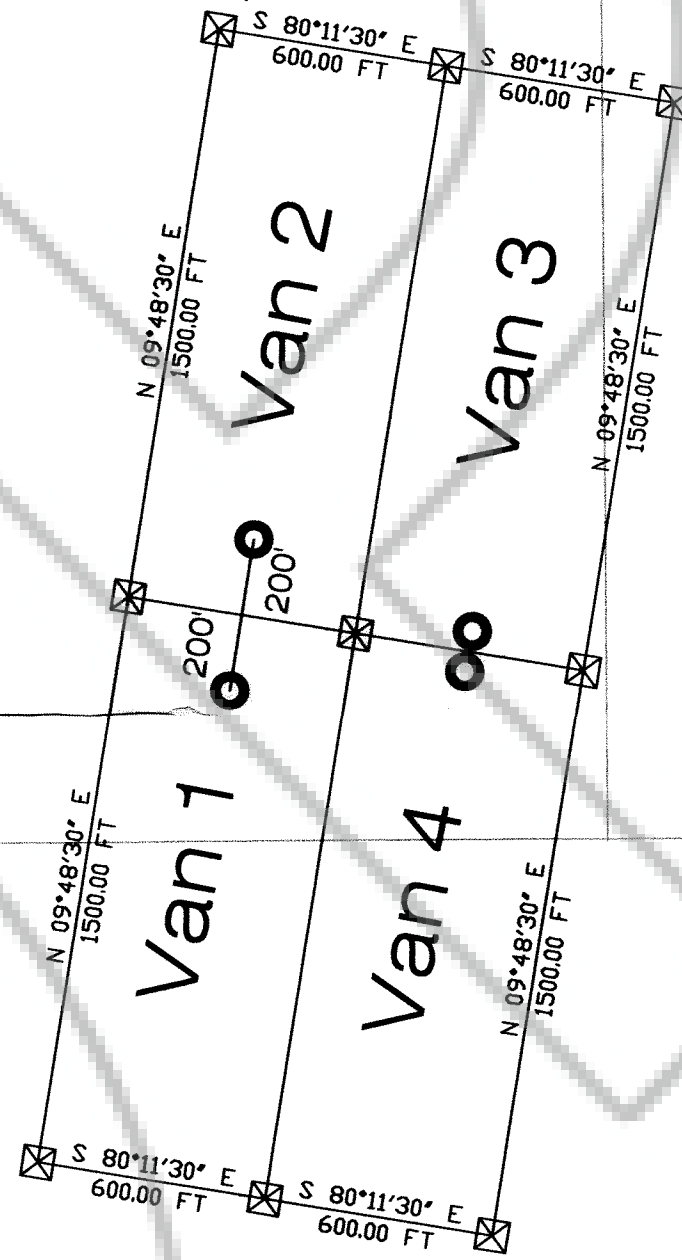 S 80°11'30" E
600.00 FT
S 80°11'30" E
600.00 FT
N 09°48'30" E
1500.00 FT
Van 2
Van 3
N 09°48'30" E
1500.00 FT
200'
200'
N 09°48'30" E
1500.00 FT
Van 1
Van 4
N 09°48'30" E
1500.00 FT
S 80°11'30" E
600.00 FT
S 80°11'30" E
600.00 FT